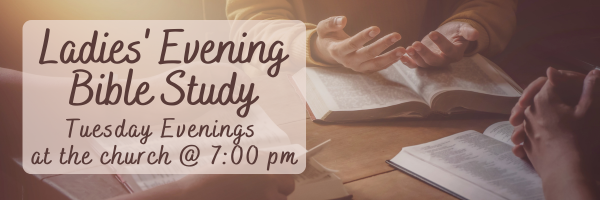 Ladies' Evening
Bible Study
Tuesday Evenings
at the church @ 7:00 pm